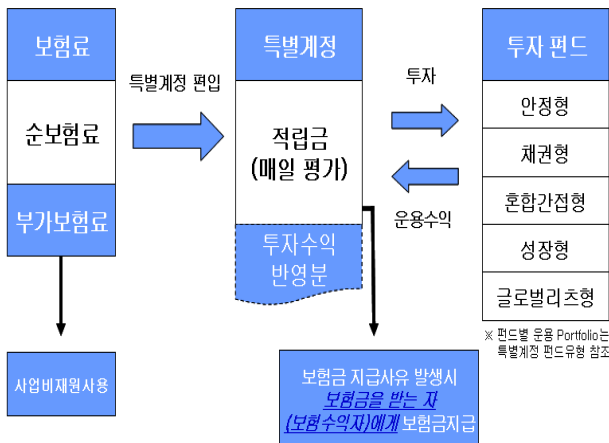 보험료
순보험료
부가보험료
사업비재원사용
특별계정 편입
특별계정
적립금
(매일 평가)
투자수익
반영분
투자
운용수익
투자 펀드
안정형
채권형
혼합간접형
성장형
글로벌리츠형
※ 펀드별 운용 Portfolio는
특별계정 펀드유형 참조
보험금 지급사유 발생시
보험금을 받는 자
(보험수익자)에게 보험금지급